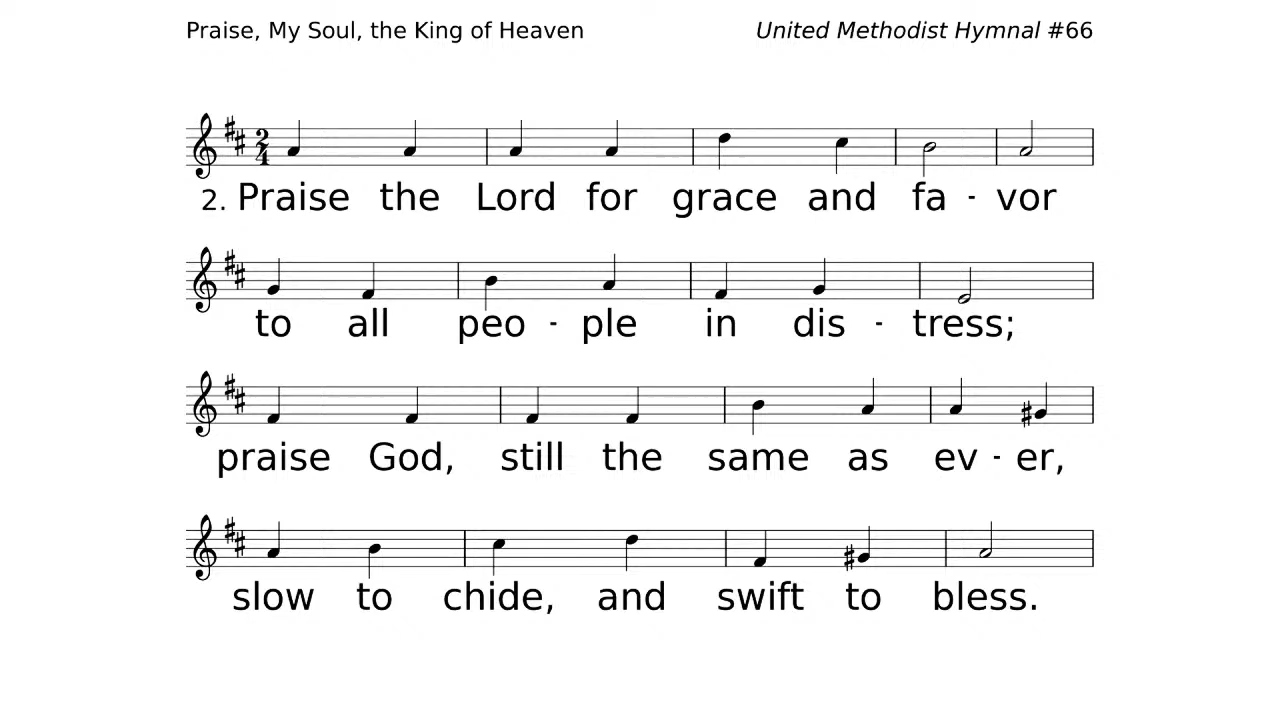 Praise, My Soul, the King of Heaven United Methodist Hymnal #66
2. Praise the Lord for grace and fa - vor
to all peo - ple in dis - tress;
praise God, still the same as ev - er,
slow to chide, and swift to bless.